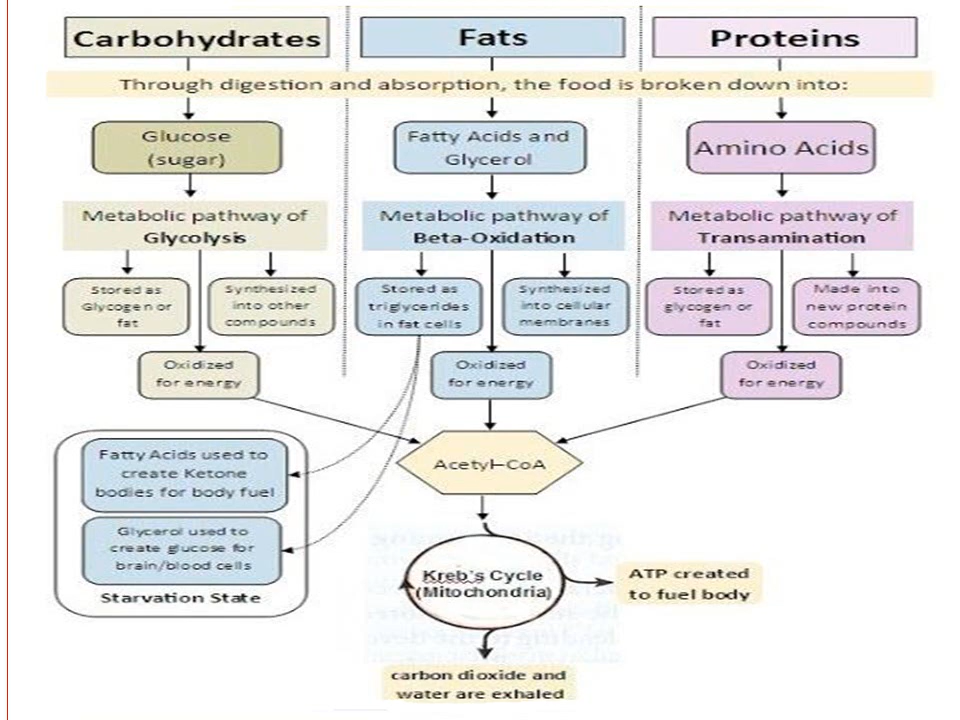 Carbohydrates
Fats
Proteins
Through digestion and absorption, the food is broken down into:
Glucose
(sugar)
Fatty Acids and
Glycerol
Amino Acids
Metabolic pathway of
Glycolysis
Metabolic pathway of
Beta-Oxidation
Metabolic pathway of
Transamination
Stored as
Glycogen or
fat
Synthesized
into other
compounds
Stored as
triglycerides
in fat cells
Synthesized
into cellular
membranes
Stored as
glycogen or
fat
Made into
new protein
compounds
Oxidized
for energy
Oxidized
for energy
Oxidized
for energy
Acetyl–CoA
Fatty Acids used to
create Ketone
bodies for body fuel
Glycerol used to
create glucose for
brain/blood cells
Starvation State
Kreb's Cycle
(Mitochondria)
ATP created
to fuel body
carbon dioxide and
water are exhaled